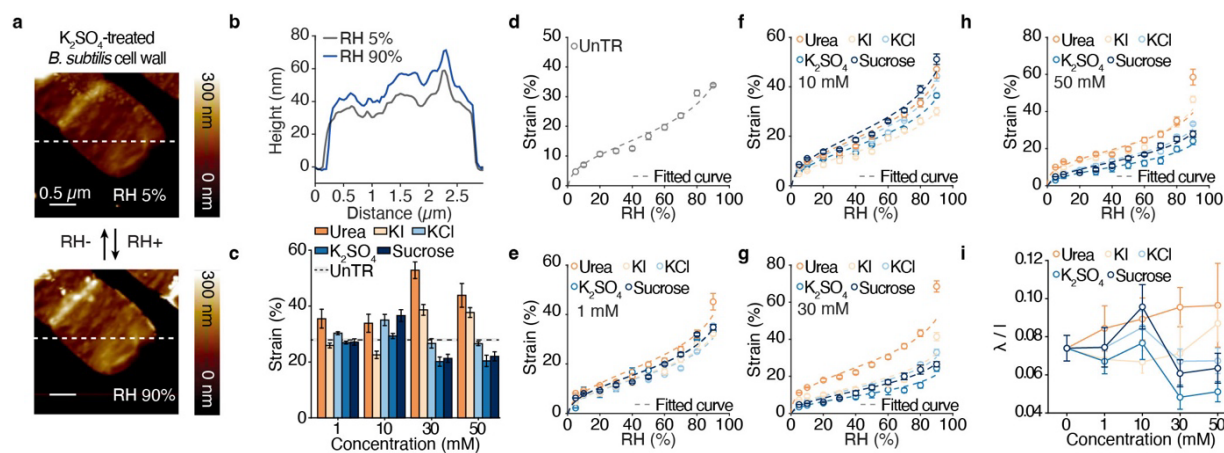 a
K₂SO₄-treated
B. subtilis cell wall
0.5 μm
RH 5%
300 nm
0 nm
RH-
RH+
RH 90%
300 nm
0 nm
b
Height (nm)
80
60
40
20
0
RH 5%
RH 90%
0 0.5 1 1.5 2 2.5
Distance (μm)
c
Urea KI KCl
K₂SO₄ Sucrose
UnTR
Strain (%)
60
40
20
0
1 10 30 50
Concentration (mM)
d
UnTR
Strain (%)
50
40
30
20
10
0
Fitted curve
0 20 40 60 80 100
RH (%)
e
Urea KI KCl
K₂SO₄ Sucrose
1 mM
Strain (%)
60
40
20
0
Fitted curve
0 20 40 60 80 100
RH (%)
f
Urea KI KCl
K₂SO₄ Sucrose
10 mM
Strain (%)
60
40
20
0
Fitted curve
0 20 40 60 80 100
RH (%)
g
Urea KI KCl
K₂SO₄ Sucrose
30 mM
Strain (%)
100
80
60
40
20
0
Fitted curve
0 20 40 60 80 100
RH (%)
h
Urea KI KCl
K₂SO₄ Sucrose
50 mM
Strain (%)
80
60
40
20
0
Fitted curve
0 20 40 60 80 100
RH (%)
i
Urea KI KCl
K₂SO₄ Sucrose
λ / l
0.12
0.10
0.08
0.06
0.04
0 1 10 30 50
Concentration (mM)